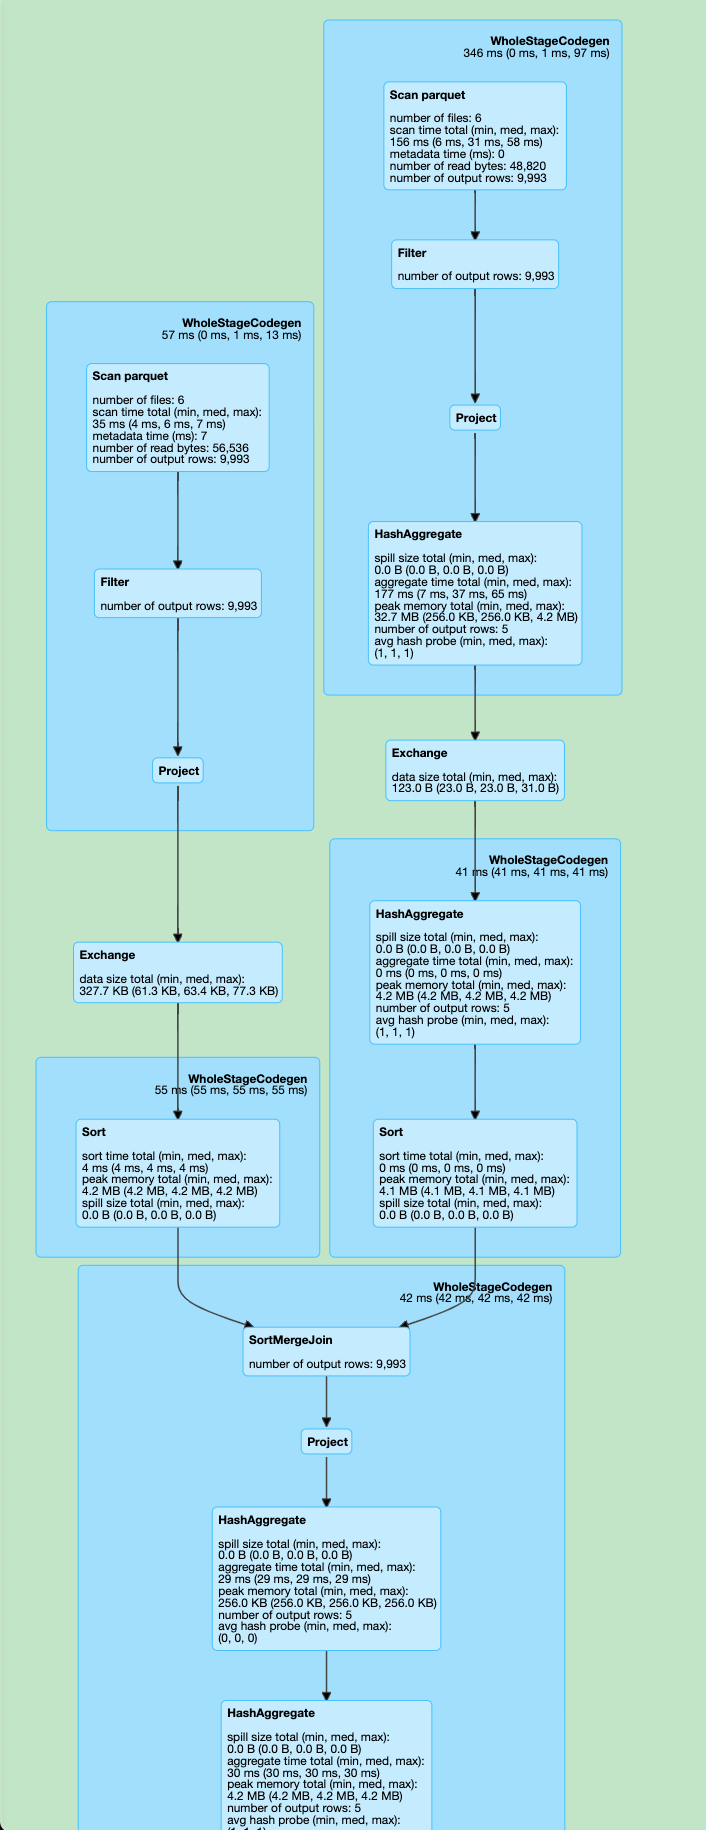 WholeStageCodegen
346 ms (0 ms, 1 ms, 97 ms)
Scan parquet
number of files: 6
scan time total (min, med, max):
156 ms (6 ms, 31 ms, 58 ms)
metadata time (ms): 0
number of read bytes: 48,820
number of output rows: 9,993
Filter
number of output rows: 9,993
Project
HashAggregate
spill size total (min, med, max):
0.0 B (0.0 B, 0.0 B, 0.0 B)
aggregate time total (min, med, max):
177 ms (7 ms, 37 ms, 65 ms)
peak memory total (min, med, max):
32.7 MB (256.0 KB, 256.0 KB, 4.2 MB)
number of output rows: 5
avg hash probe (min, med, max):
(1, 1, 1)
WholeStageCodegen
57 ms (0 ms, 1 ms, 13 ms)
Scan parquet
number of files: 6
scan time total (min, med, max):
35 ms (4 ms, 6 ms, 7 ms)
metadata time (ms): 7
number of read bytes: 56,536
number of output rows: 9,993
Filter
number of output rows: 9,993
Project
Exchange
data size total (min, med, max):
123.0 B (23.0 B, 23.0 B, 31.0 B)
WholeStageCodegen
41 ms (41 ms, 41 ms, 41 ms)
HashAggregate
spill size total (min, med, max):
0.0 B (0.0 B, 0.0 B, 0.0 B)
aggregate time total (min, med, max):
0 ms (0 ms, 0 ms, 0 ms)
peak memory total (min, med, max):
4.2 MB (4.2 MB, 4.2 MB, 4.2 MB)
number of output rows: 5
avg hash probe (min, med, max):
(1, 1, 1)
Exchange
data size total (min, med, max):
327.7 KB (61.3 KB, 63.4 KB, 77.3 KB)
WholeStageCodegen
55 ms (55 ms, 55 ms, 55 ms)
Sort
sort time total (min, med, max):
4 ms (4 ms, 4 ms, 4 ms)
peak memory total (min, med, max):
4.2 MB (4.2 MB, 4.2 MB, 4.2 MB)
spill size total (min, med, max):
0.0 B (0.0 B, 0.0 B, 0.0 B)
Sort
sort time total (min, med, max):
0 ms (0 ms, 0 ms, 0 ms)
peak memory total (min, med, max):
4.1 MB (4.1 MB, 4.1 MB, 4.1 MB)
spill size total (min, med, max):
0.0 B (0.0 B, 0.0 B, 0.0 B)
WholeStageCodegen
42 ms (42 ms, 42 ms, 42 ms)
SortMergeJoin
number of output rows: 9,993
Project
HashAggregate
spill size total (min, med, max):
0.0 B (0.0 B, 0.0 B, 0.0 B)
aggregate time total (min, med, max):
29 ms (29 ms, 29 ms, 29 ms)
peak memory total (min, med, max):
256.0 KB (256.0 KB, 256.0 KB, 256.0 KB)
number of output rows: 5
avg hash probe (min, med, max):
(0, 0, 0)
HashAggregate
spill size total (min, med, max):
0.0 B (0.0 B, 0.0 B, 0.0 B)
aggregate time total (min, med, max):
30 ms (30 ms, 30 ms, 30 ms)
peak memory total (min, med, max):
4.2 MB (4.2 MB, 4.2 MB, 4.2 MB)
number of output rows: 5
avg hash probe (min, med, max):